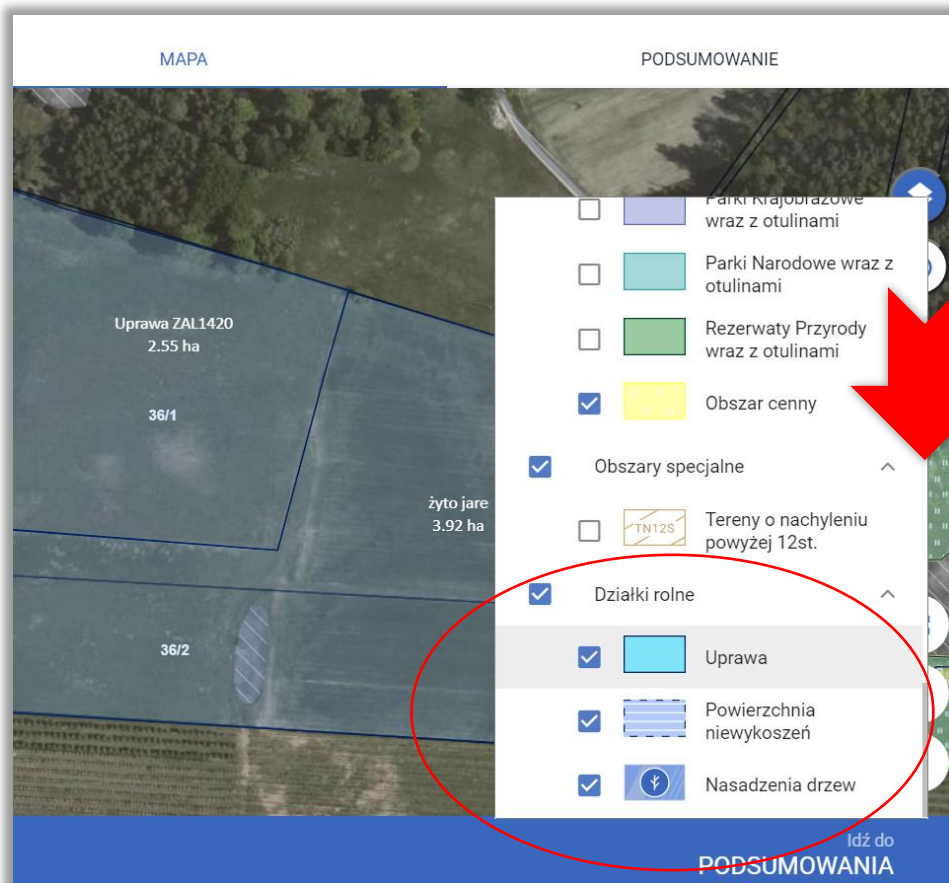 MAPA
PODSUMOWANIE
Parki Krajobrazowe
wraz z otulinami
Parki Narodowe wraz z
otulinami
Rezerwaty Przyrody
wraz z otulinami
Obszar cenny
Obszary specjalne
TN12S
Tereny o nachyleniu
powyżej 12st.
Działki rolne
Uprawa
Powierzchnia
niewykoszeń
Nasadzenia drzew
Uprawa ZAL1420
2.55 ha
36/1
żyto jare
3.92 ha
36/2
Idź do
PODSUMOWANIA